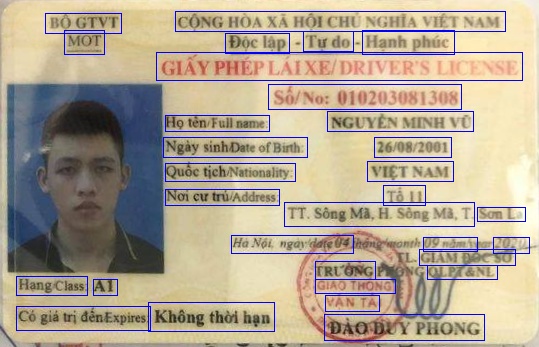 BỘ GTVT
MOT
CỘNG HÒA XÃ HỘI CHỦ NGHĨA VIỆT NAM
Độc lập - Tự do - Hạnh phúc
GIẤY PHÉP LÁI XE/ DRIVER'S LICENSE
Số/No: 010203081308
Họ tên/Full name: NGUYỄN MINH VŨ
Ngày sinh/Date of Birth: 26/08/2001
Quốc tịch/Nationality: VIỆT NAM
Nơi cư trú/Address: Tổ 11
TT. Sông Mã, H. Sông Mã, T. Sơn La
Hà Nội, ngày/date 04 tháng/month 09 năm/year 2020
TL. GIÁM ĐỐC SỞ
TRƯỞNG PHÒNG QLPT&NL
GIAO THÔNG
VẬN TẢI
Hạng/Class: A1
Có giá trị đến/Expires: Không thời hạn
ĐÀO DUY PHONG